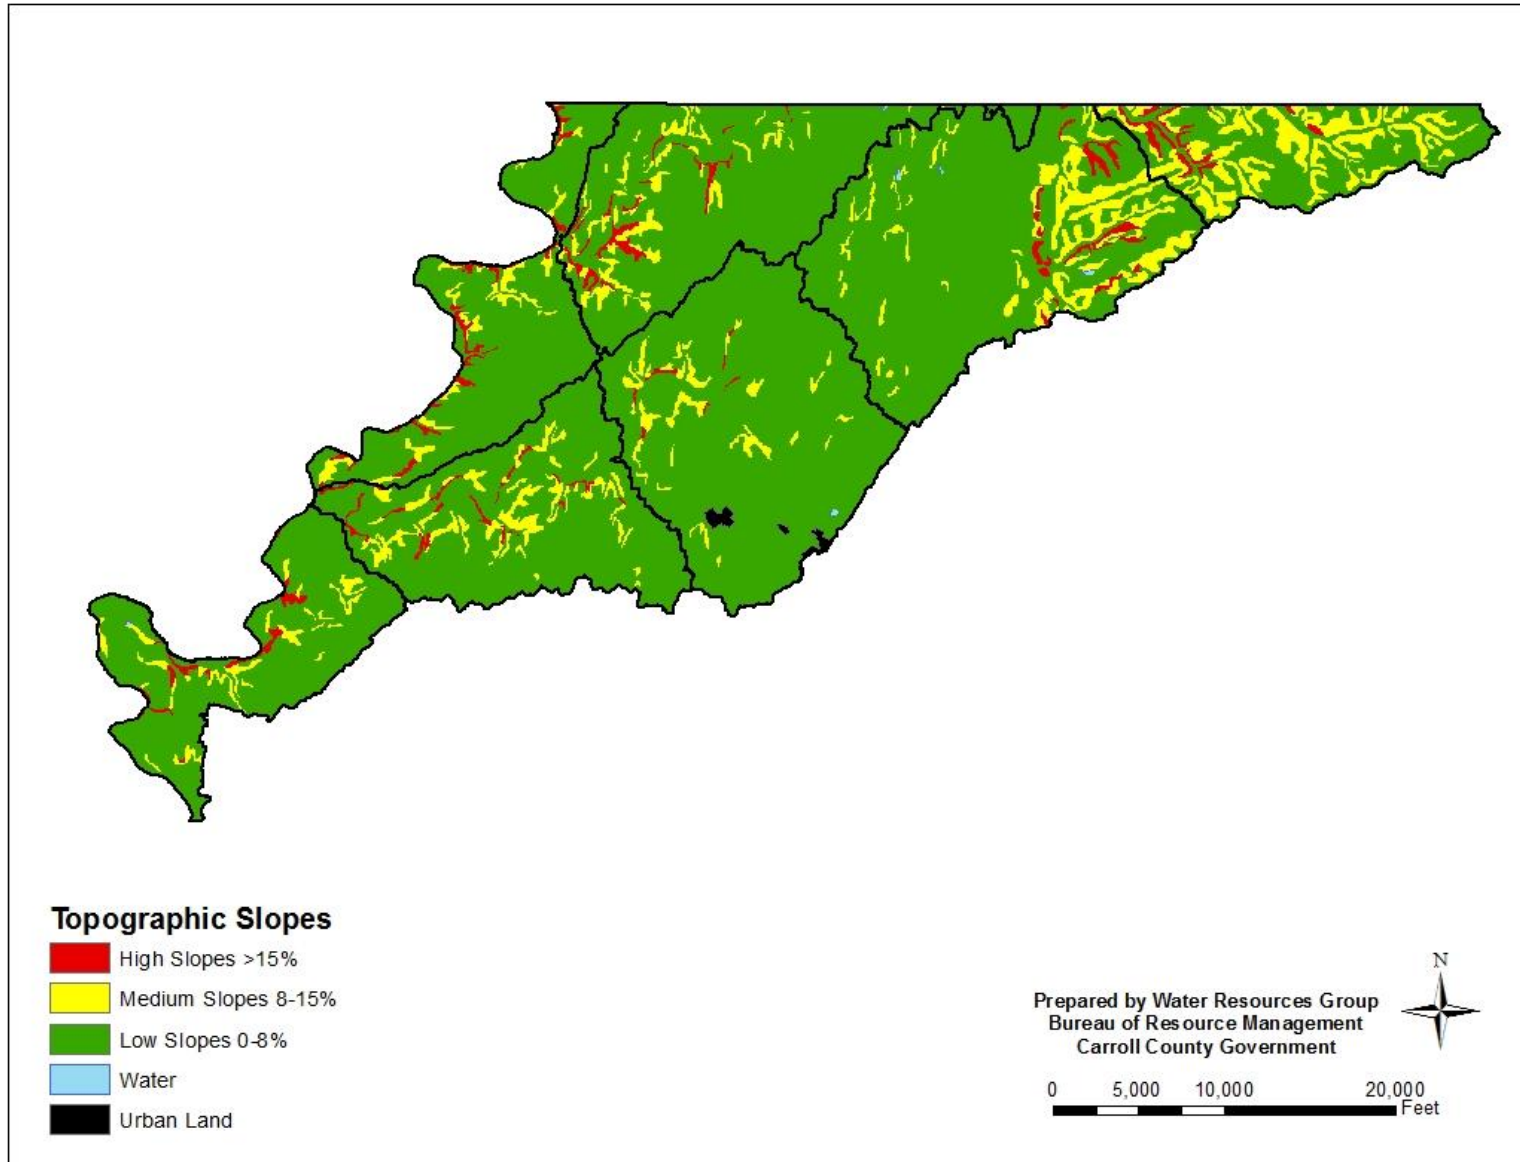 Topographic Slopes
High Slopes >15%
Medium Slopes 8-15%
Low Slopes 0-8%
Water
Urban Land
N
Prepared by Water Resources Group
Bureau of Resource Management
Carroll County Government
0 5,000 10,000 20,000
Feet